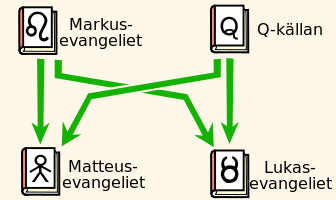 Markus-
evangeliet
Q
Q-källan
Matteus-
evangeliet
Lukas-
evangeliet